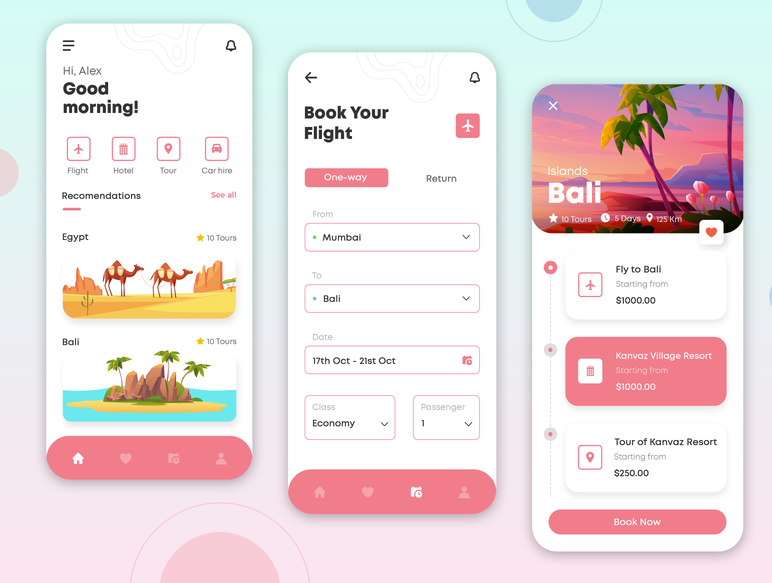 Hi, Alex
Good
morning!
Flight
Hotel
Tour
Car hire
Recomendations
See all
Egypt
10 Tours
Bali
10 Tours
Book Your
Flight
One-way
Return
From
Mumbai
To
Bali
Date
17th Oct - 21st Oct
Class
Economy
Passenger
1
Islands
Bali
10 Tours
5 Days
125 Km
Fly to Bali
Starting from
$1000.00
Kanvaz Village Resort
Starting from
$1000.00
Tour of Kanvaz Resort
Starting from
$250.00
Book Now